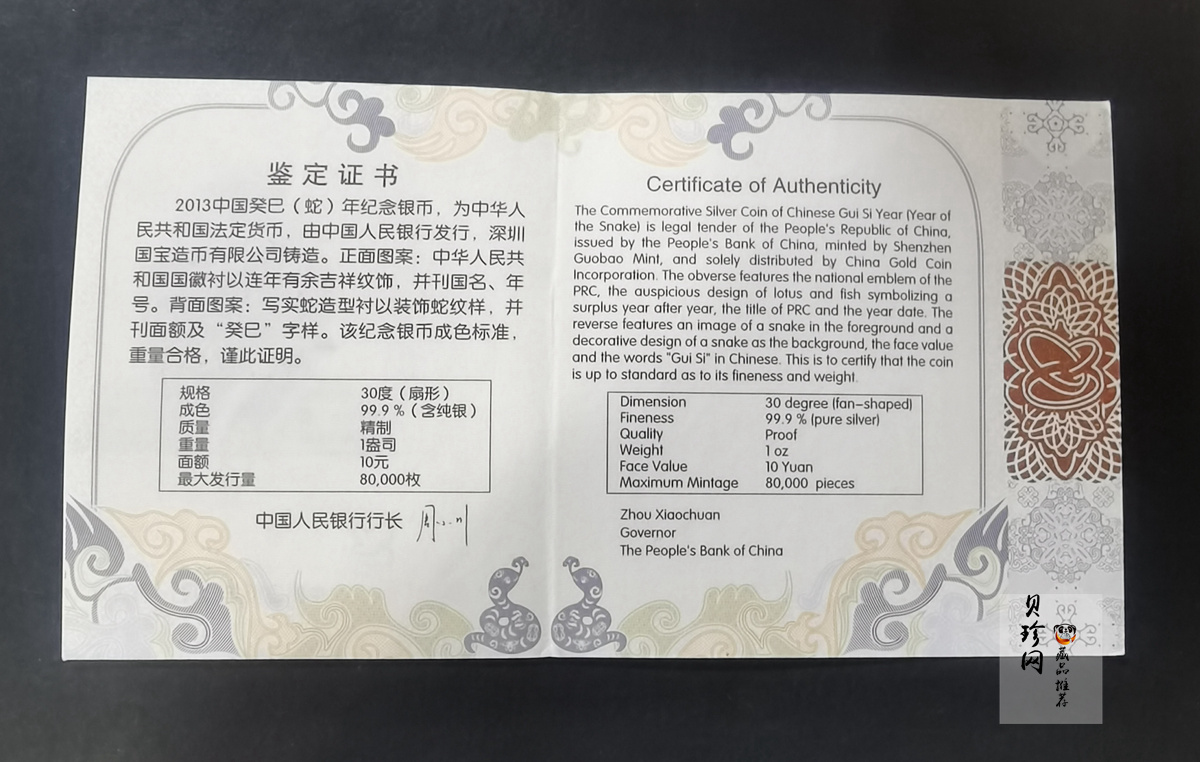 鉴定证书
2013中国癸巳（蛇）年纪念银币，为中华人
民共和国法定货币，由中国人民银行发行，深圳
国宝造币有限公司铸造。正面图案：中华人民共
和国国徽衬以连年有余吉祥纹饰，并刊国名、年
号。背面图案：写实蛇造型衬以装饰蛇纹样，并
刊面额及“癸巳”字样。该纪念银币成色标准，
重量合格，谨此证明。
规格 30度（扇形）
成色 99.9%（含纯银）
质量 精制
重量 1盎司
面额 10元
最大发行量 80,000枚
中国人民银行行长 周小川
Certificate of Authenticity
The Commemorative Silver Coin of Chinese Gui Si Year (Year of
the Snake) is legal tender of the People's Republic of China,
issued by the People's Bank of China, minted by Shenzhen
Guobao Mint, and solely distributed by China Gold Coin
Incorporation. The obverse features the national emblem of the
PRC, the auspicious design of lotus and fish symbolizing a
surplus year after year, the title of PRC and the year date. The
reverse features an image of a snake in the foreground and a
decorative design of a snake as the background, the face value
and the words "Gui Si" in Chinese. This is to certify that the coin
is up to standard as to its fineness and weight.
Dimension 30 degree (fan-shaped)
Fineness 99.9 % (pure silver)
Quality Proof
Weight 1 oz
Face Value 10 Yuan
Maximum Mintage 80,000 pieces
Zhou Xiaochuan
Governor
The People's Bank of China
贝珍网
藏品推荐